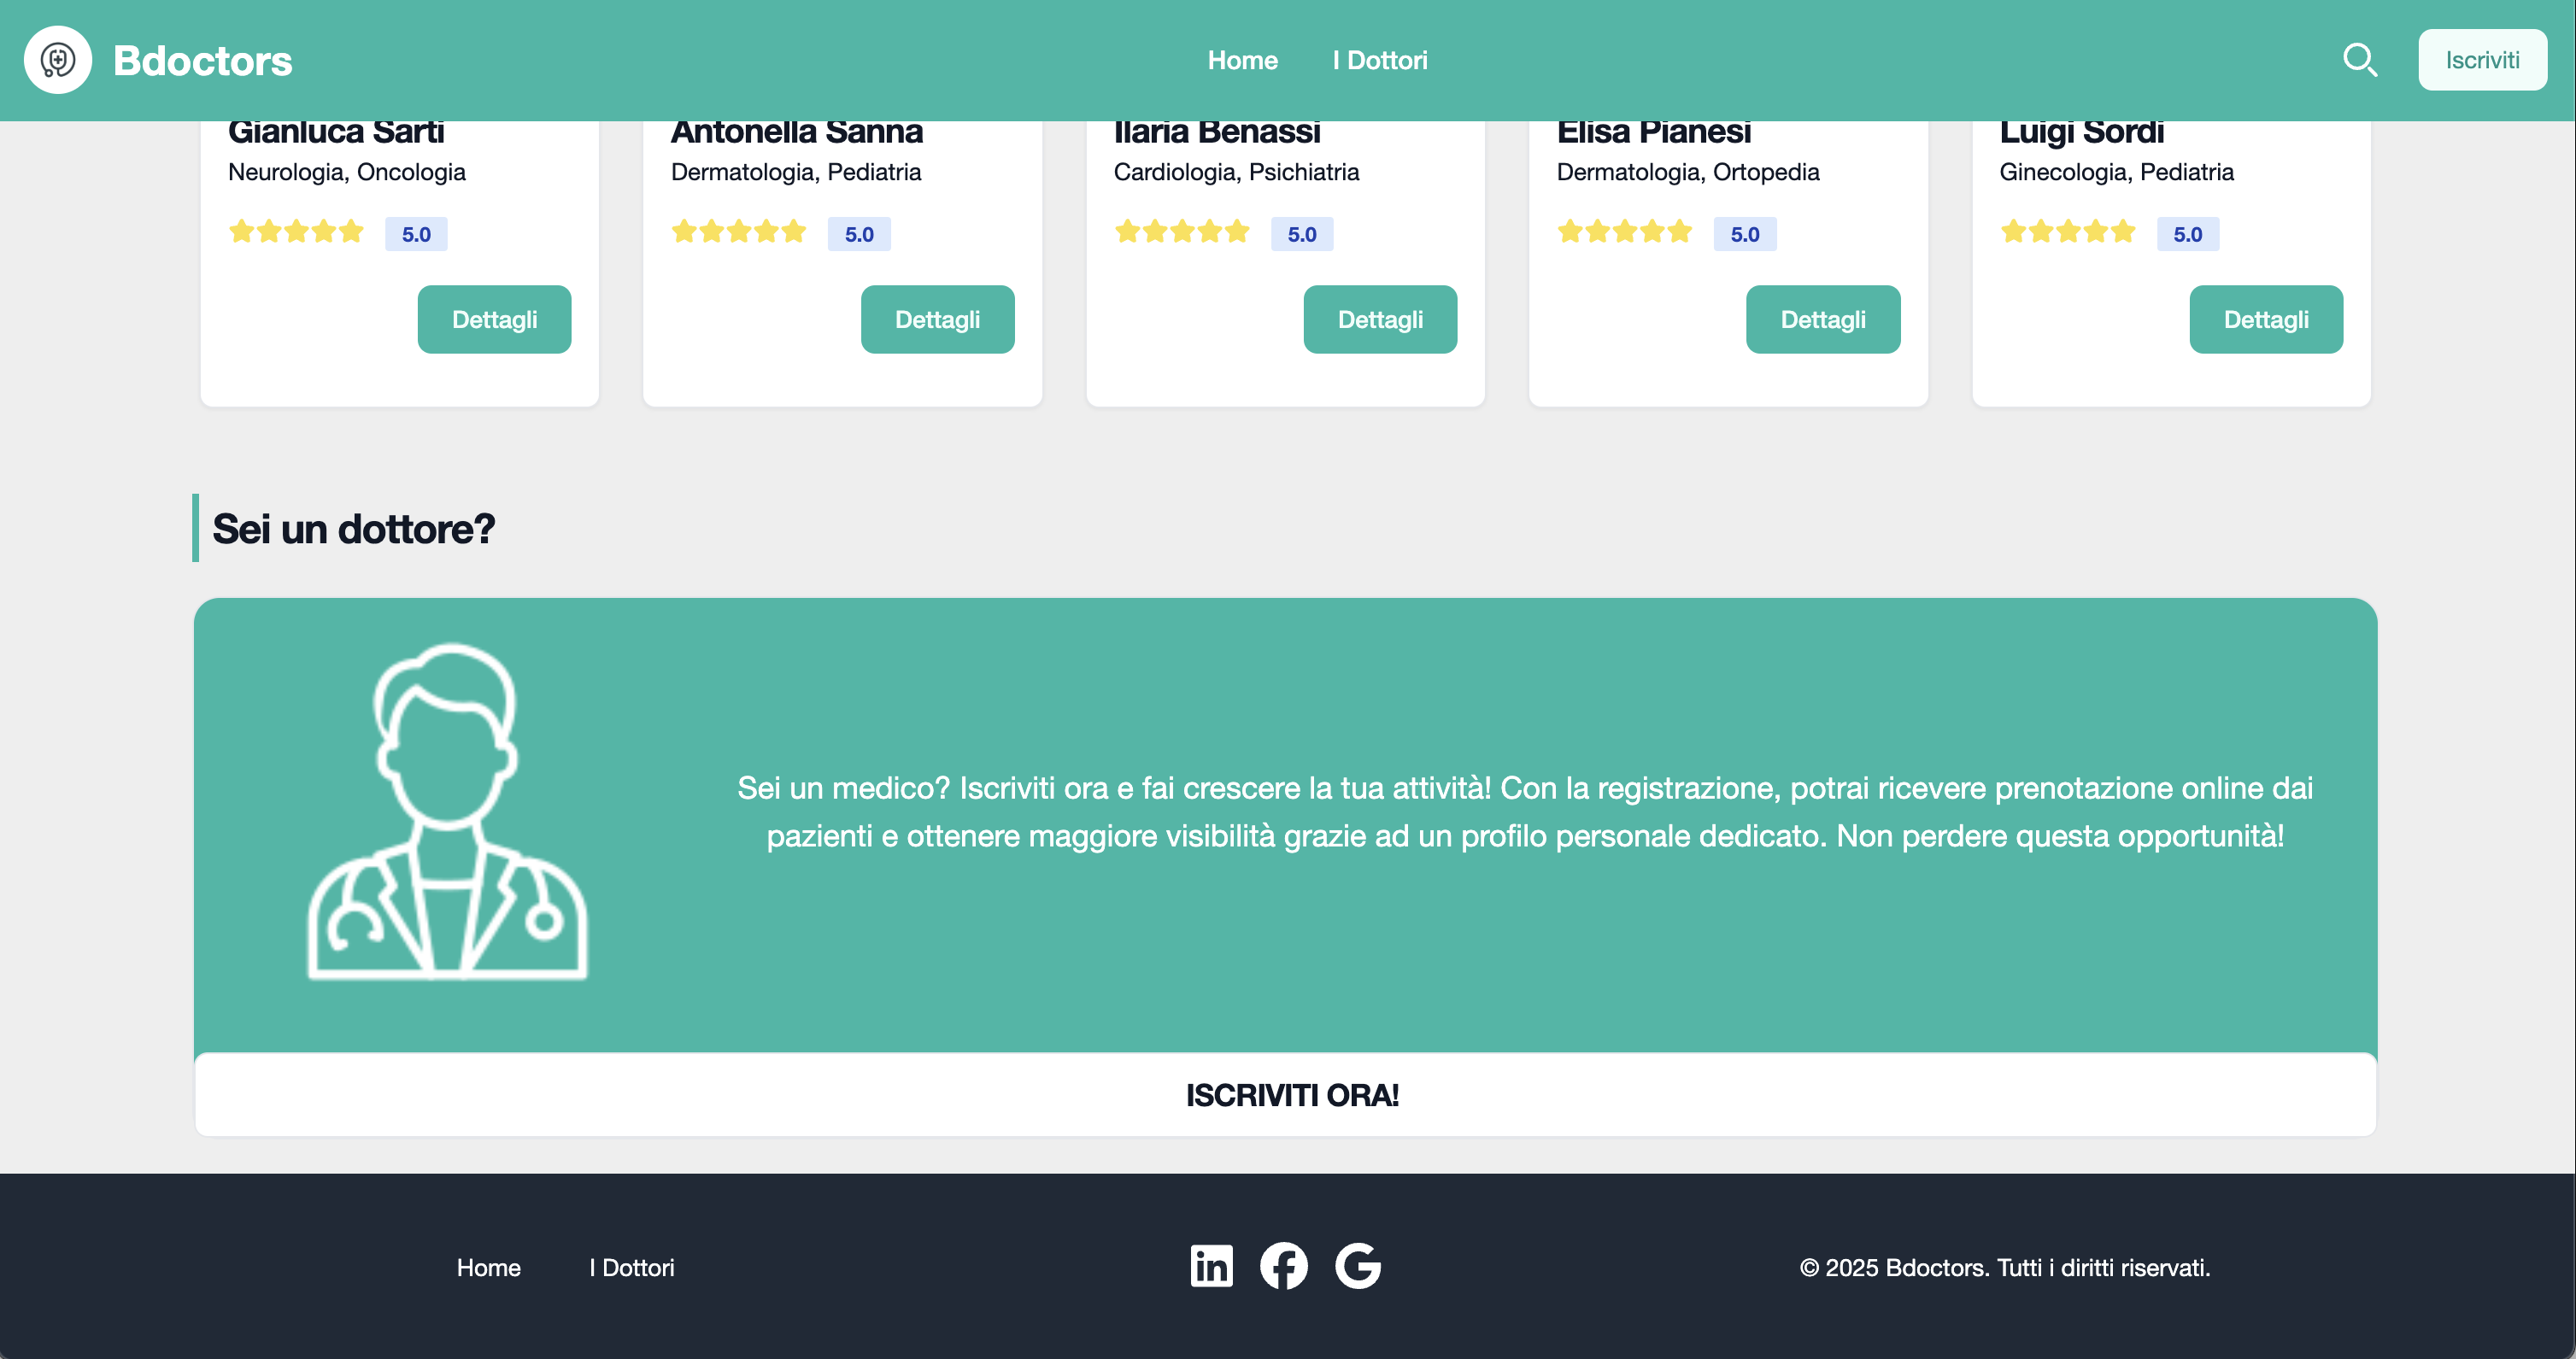 Bdoctors
Home
I Dottori
Iscriviti
Gianluca Sarti
Neurologia, Oncologia
5.0
Dettagli
Antonella Sanna
Dermatologia, Pediatria
5.0
Dettagli
Ilaria Benassi
Cardiologia, Psichiatria
5.0
Dettagli
Elisa Pianesi
Dermatologia, Ortopedia
5.0
Dettagli
Luigi Sordi
Ginecologia, Pediatria
5.0
Dettagli
Sei un dottore?
Sei un medico? Iscriviti ora e fai crescere la tua attività! Con la registrazione, potrai ricevere prenotazione online dai
pazienti e ottenere maggiore visibilità grazie ad un profilo personale dedicato. Non perdere questa opportunità!
ISCRIVITI ORA!
Home
I Dottori
© 2025 Bdoctors. Tutti i diritti riservati.